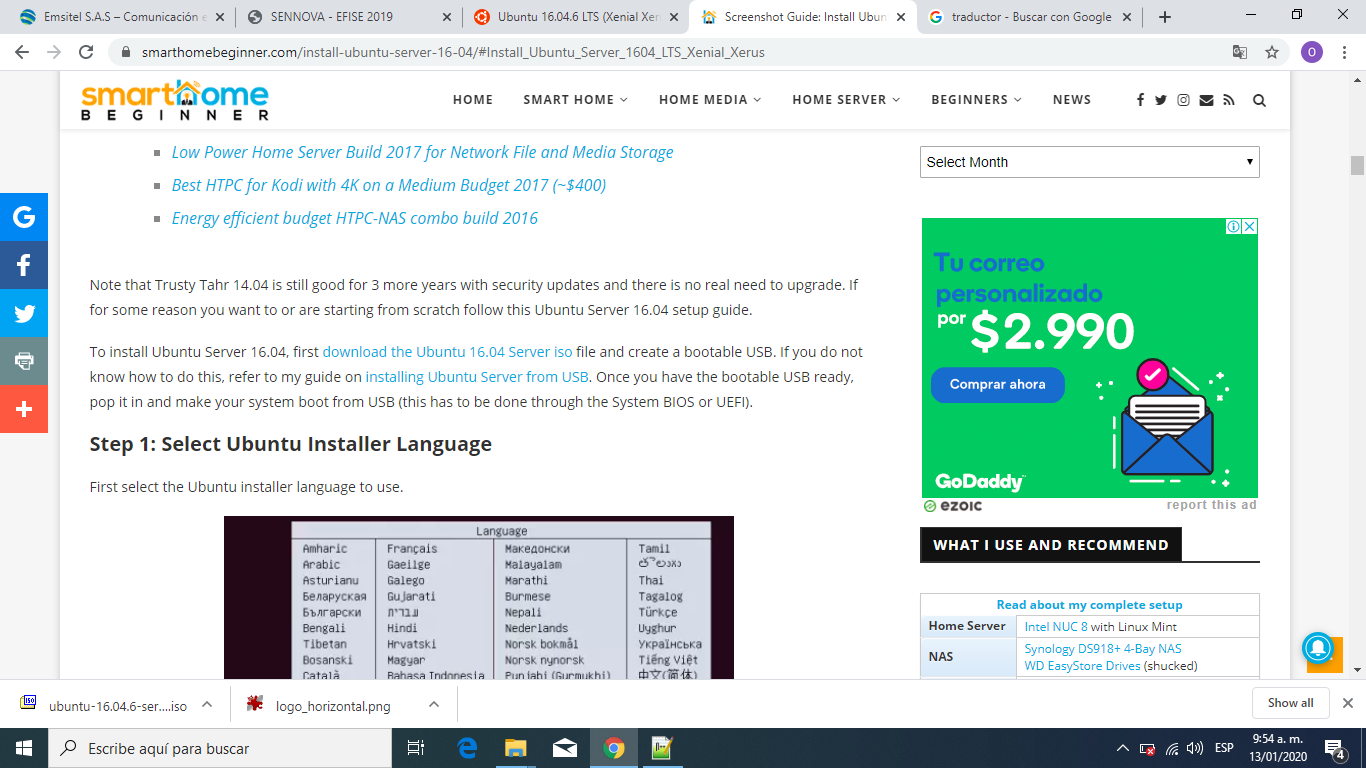 Emsitel S.A.S – Comunicación e
SENNOVA - EFISE 2019
Ubuntu 16.04.6 LTS (Xenial Xer
Screenshot Guide: Install Ubun
traductor - Buscar con Google
smarthomebeginner.com/install-ubuntu-server-16-04/#Install_Ubuntu_Server_1604_LTS_Xenial_Xerus
O
smarthome
BEGINNER
HOME SMART HOME HOME MEDIA HOME SERVER BEGINNERS NEWS
Low Power Home Server Build 2017 for Network File and Media Storage
Best HTPC for Kodi with 4K on a Medium Budget 2017 (~$400)
Energy efficient budget HTPC-NAS combo build 2016
Note that Trusty Tahr 14.04 is still good for 3 more years with security updates and there is no real need to upgrade. If
for some reason you want to or are starting from scratch follow this Ubuntu Server 16.04 setup guide.
To install Ubuntu Server 16.04, first download the Ubuntu 16.04 Server iso file and create a bootable USB. If you do not
know how to do this, refer to my guide on installing Ubuntu Server from USB. Once you have the bootable USB ready,
pop it in and make your system boot from USB (this has to be done through the System BIOS or UEFI).
Step 1: Select Ubuntu Installer Language
First select the Ubuntu installer language to use.
Language
Amharic Français Македонски Tamil
Arabic Gaeilge Malayalam
Asturianu Galego Marathi Thai
Беларуская Gujarati Burmese Tagalog
Български עברית Nepali Türkçe
Bengali Hindi Nederlands Uyghur
Tibetan Hrvatski Norsk bokmål Українська
Bosanski Magyar Norsk nynorsk Tiếng Việt
Català Bahasa Indonesia Punjabi (Gurmukhi) 中文(简体)
Select Month
Tu correo
personalizado
por $2.990
Comprar ahora
GoDaddy
ezoic
report this ad
WHAT I USE AND RECOMMEND
Read about my complete setup
Home Server Intel NUC 8 with Linux Mint
NAS Synology DS918+ 4-Bay NAS
WD EasyStore Drives (shucked)
ISO
ubuntu-16.04.6-ser....iso
logo_horizontal.png
Show all
Escribe aquí para buscar
ESP
9:54 a. m.
13/01/2020
4